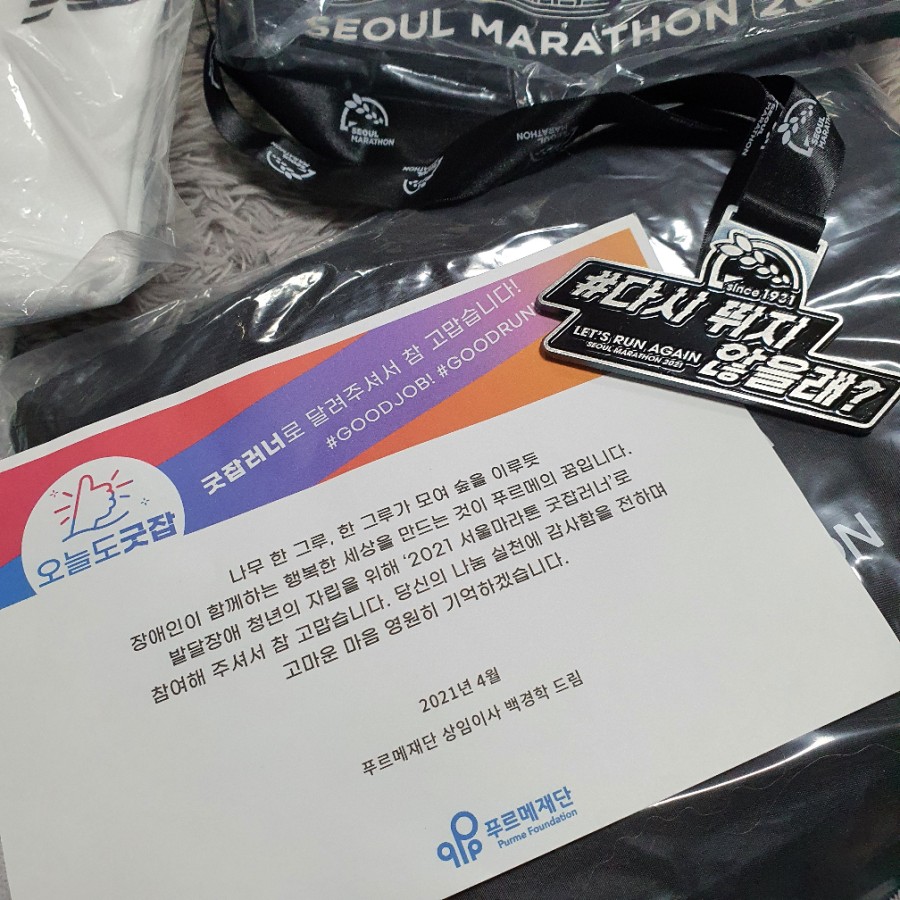 SEOUL MARATHON 20
SEOUL
MARATHON
SEOUL
MARATHON
since 1931
#다시 뛰지
않을래?
LET'S RUN AGAIN
SEOUL MARATHON 2021
굿잡러너로 달려주셔서 참 고맙습니다!
#GOODJOB! #GOODRUN
오늘도굿잡
나무 한 그루, 한 그루가 모여 숲을 이루듯
장애인이 함께하는 행복한 세상을 만드는 것이 푸르메의 꿈입니다.
발달장애 청년의 자립을 위해 ‘2021 서울마라톤 굿잡러너’로
참여해 주셔서 참 고맙습니다. 당신의 나눔 실천에 감사함을 전하며
고마운 마음 영원히 기억하겠습니다.
2021년 4월
푸르메재단 상임이사 백경학 드림
푸르메재단
Purme Foundation
ON